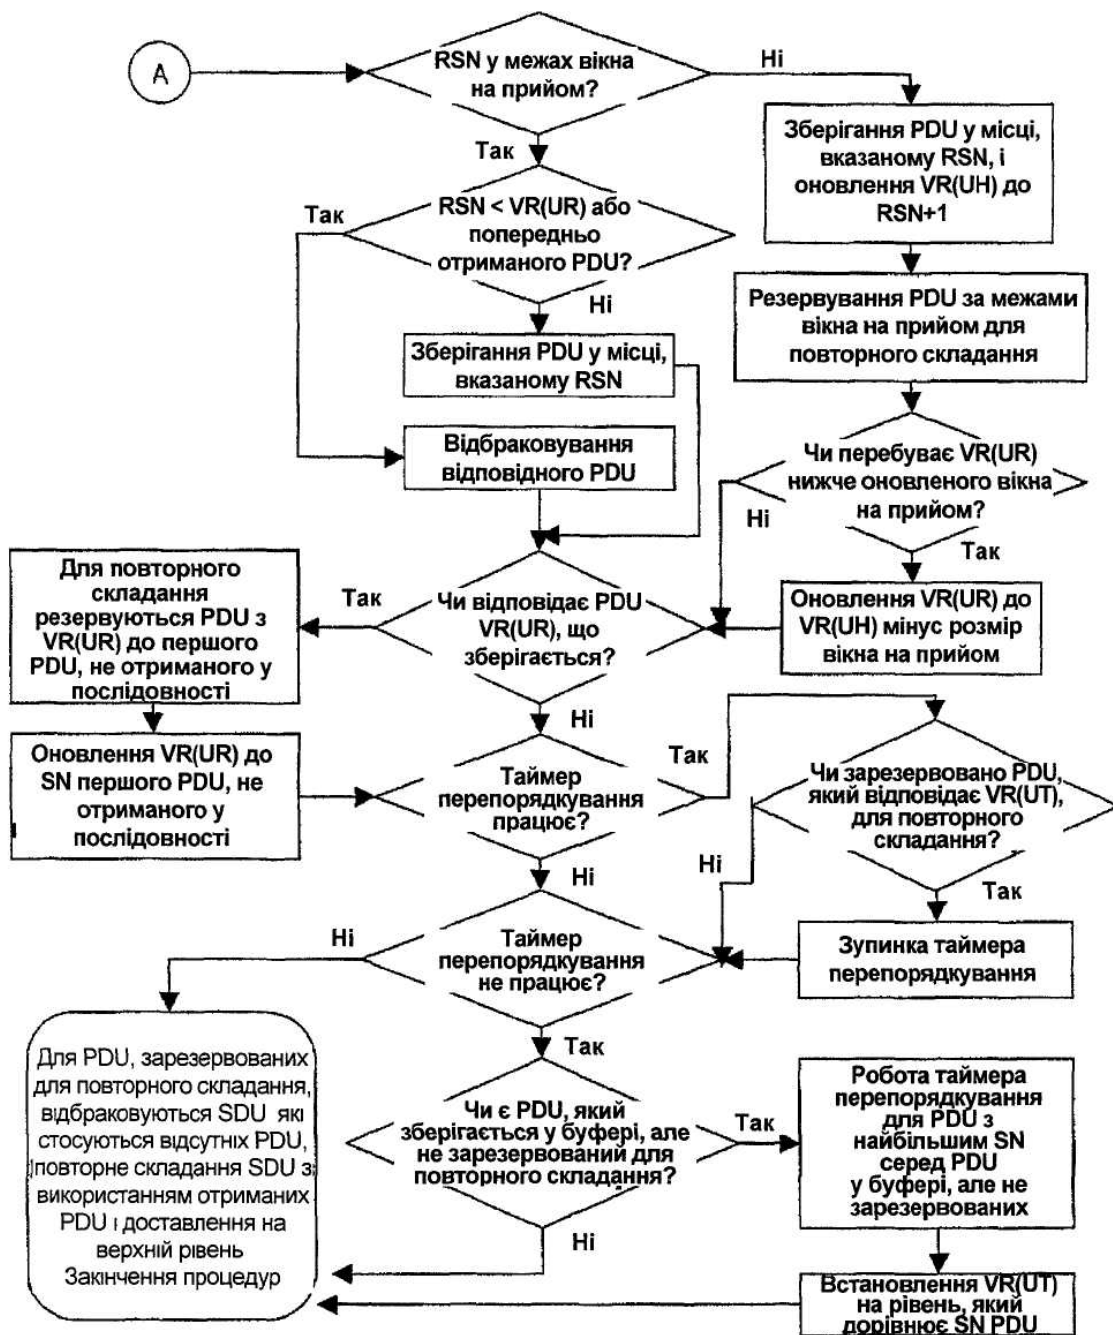 А
RSN у межах вікна
на прийом?
Ні
Так
Зберігання PDU у місці,
вказаному RSN, і
оновлення VR(UH) до
RSN+1
RSN < VR(UR) або
попередньо
отриманого PDU?
Так
Ні
Резервування PDU за межами
вікна на прийом для
повторного складання
Зберігання PDU у місці,
вказаному RSN
Відбраковування
відповідного PDU
Чи перебуває VR(UR)
нижче оновленого вікна
на прийом?
Ні
Так
Для повторного
складання
резервуються PDU з
VR(UR) до першого
PDU, не отриманого у
послідовності
Так
Чи відповідає PDU
VR(UR), що
зберігається?
Оновлення VR(UR) до
VR(UH) мінус розмір
вікна на прийом
Ні
Оновлення VR(UR) до
SN першого PDU, не
отриманого у
послідовності
Таймер
перепорядкування
працює?
Так
Чи зарезервовано PDU,
який відповідає VR(UT),
для повторного
складання?
Ні
Ні
Так
Ні
Таймер
перепорядкування
не працює?
Зупинка таймера
перепорядкування
Так
Для PDU, зарезервованих
для повторного складання,
відбраковуються SDU які
стосуються відсутніх PDU,
повторне складання SDU з
використанням отриманих
PDU і доставлення на
верхній рівень
Закінчення процедур
Чи є PDU, який
зберігається у буфері, але
не зарезервований для
повторного складання?
Так
Ні
Робота таймера
перепорядкування
для PDU з
найбільшим SN
серед PDU
у буфері, але не
зарезервованих
Встановлення VR(UT)
на рівень, який
дорівнює SN PDU